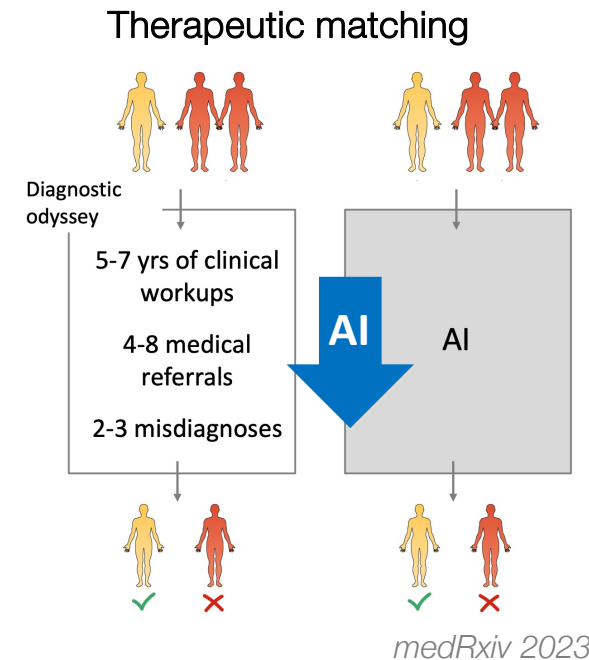 Therapeutic matching
Diagnostic
odyssey
5-7 yrs of clinical
workups
4-8 medical
referrals
2-3 misdiagnoses
AI
AI
medRxiv 2023